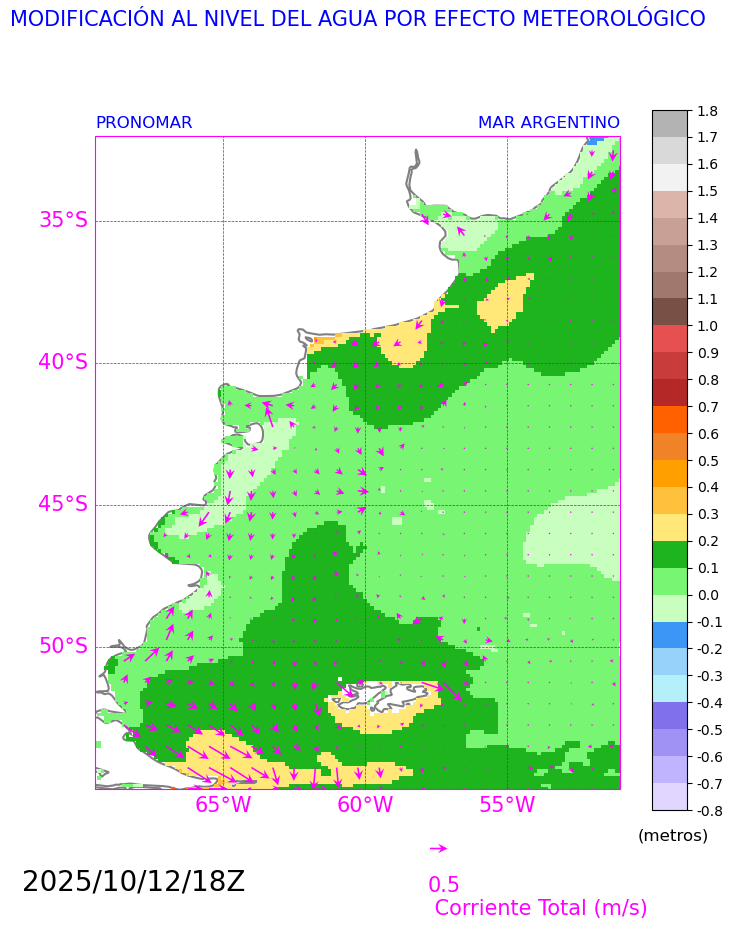 MODIFICACIÓN AL NIVEL DEL AGUA POR EFECTO METEOROLÓGICO
PRONOMAR
MAR ARGENTINO
35°S
40°S
45°S
50°S
65°W
60°W
55°W
1.8
1.7
1.6
1.5
1.4
1.3
1.2
1.1
1.0
0.9
0.8
0.7
0.6
0.5
0.4
0.3
0.2
0.1
0.0
-0.1
-0.2
-0.3
-0.4
-0.5
-0.6
-0.7
-0.8
(metros)
2025/10/12/18Z
0.5
Corriente Total (m/s)